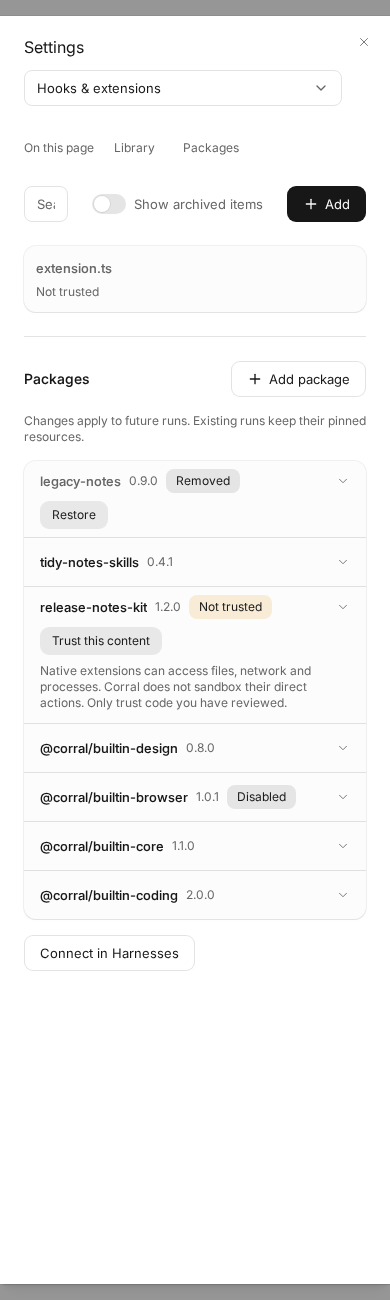 Settings
Hooks & extensions
On this page Library Packages
Show archived items Add
extension.ts
Not trusted
Packages Add package
Changes apply to future runs. Existing runs keep their pinned
resources.
legacy-notes 0.9.0 Removed
Restore
tidy-notes-skills 0.4.1
release-notes-kit 1.2.0 Not trusted
Trust this content
Native extensions can access files, network and
processes. Corral does not sandbox their direct
actions. Only trust code you have reviewed.
@corral/builtin-design 0.8.0
@corral/builtin-browser 1.0.1 Disabled
@corral/builtin-core 1.1.0
@corral/builtin-coding 2.0.0
Connect in Harnesses